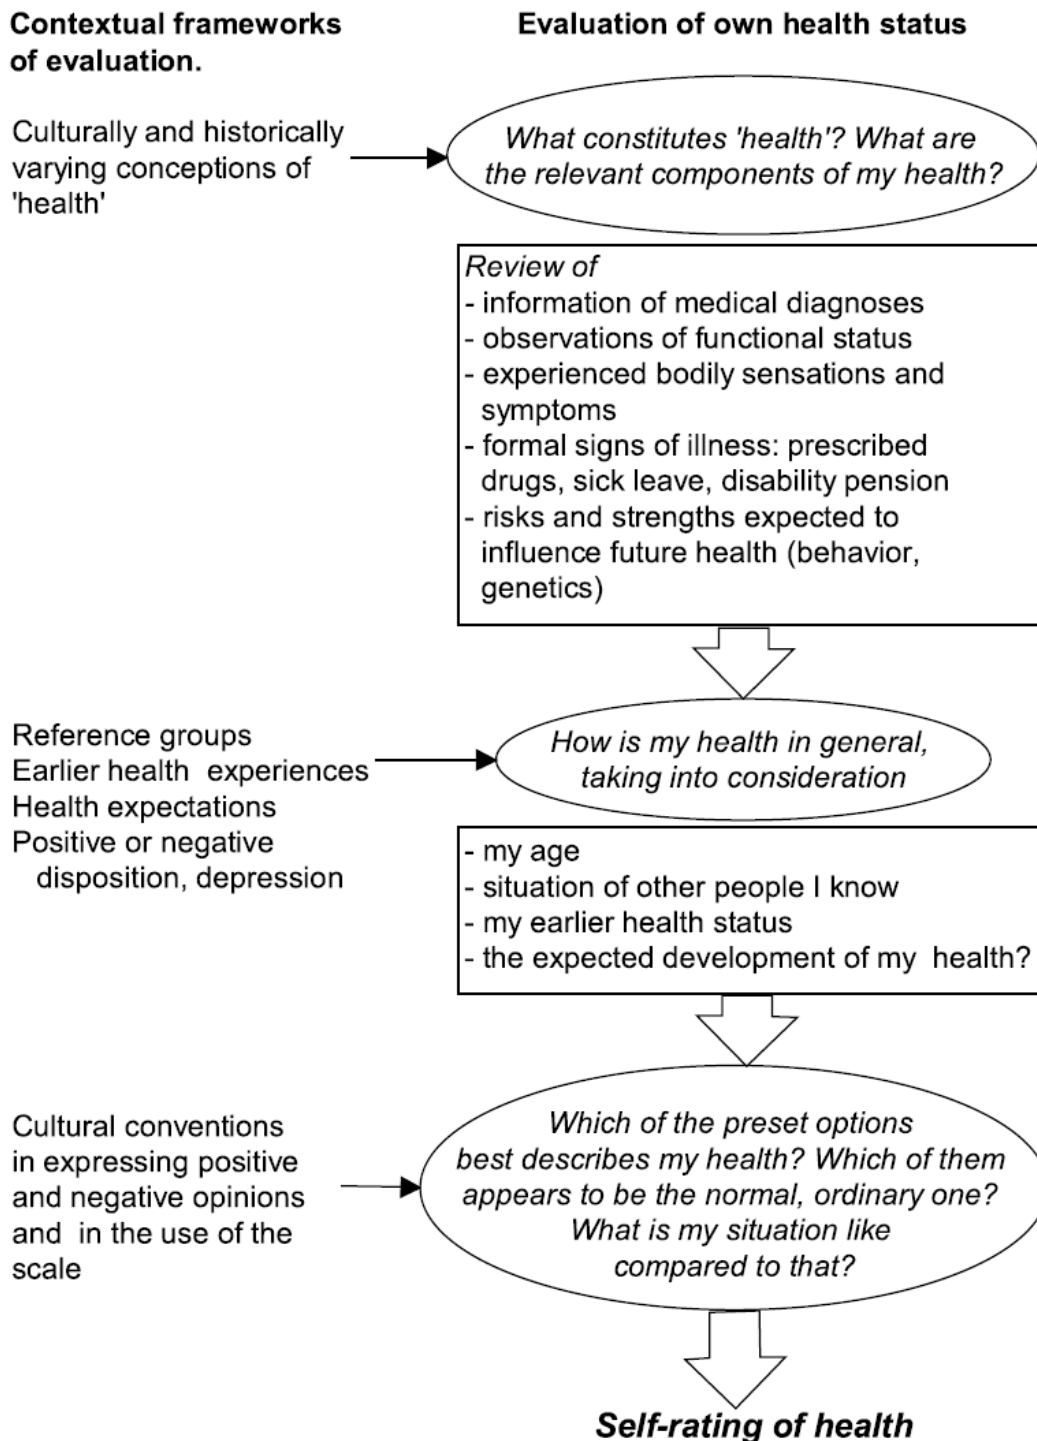 Contextual frameworks
of evaluation.
Evaluation of own health status
Culturally and historically
varying conceptions of
'health'
What constitutes 'health'? What are
the relevant components of my health?
Review of
- information of medical diagnoses
- observations of functional status
- experienced bodily sensations and
symptoms
- formal signs of illness: prescribed
drugs, sick leave, disability pension
- risks and strengths expected to
influence future health (behavior,
genetics)
Reference groups
Earlier health experiences
Health expectations
Positive or negative
disposition, depression
How is my health in general,
taking into consideration
- my age
- situation of other people I know
- my earlier health status
- the expected development of my health?
Cultural conventions
in expressing positive
and negative opinions
and in the use of the
scale
Which of the preset options
best describes my health? Which of them
appears to be the normal, ordinary one?
What is my situation like
compared to that?
Self-rating of health